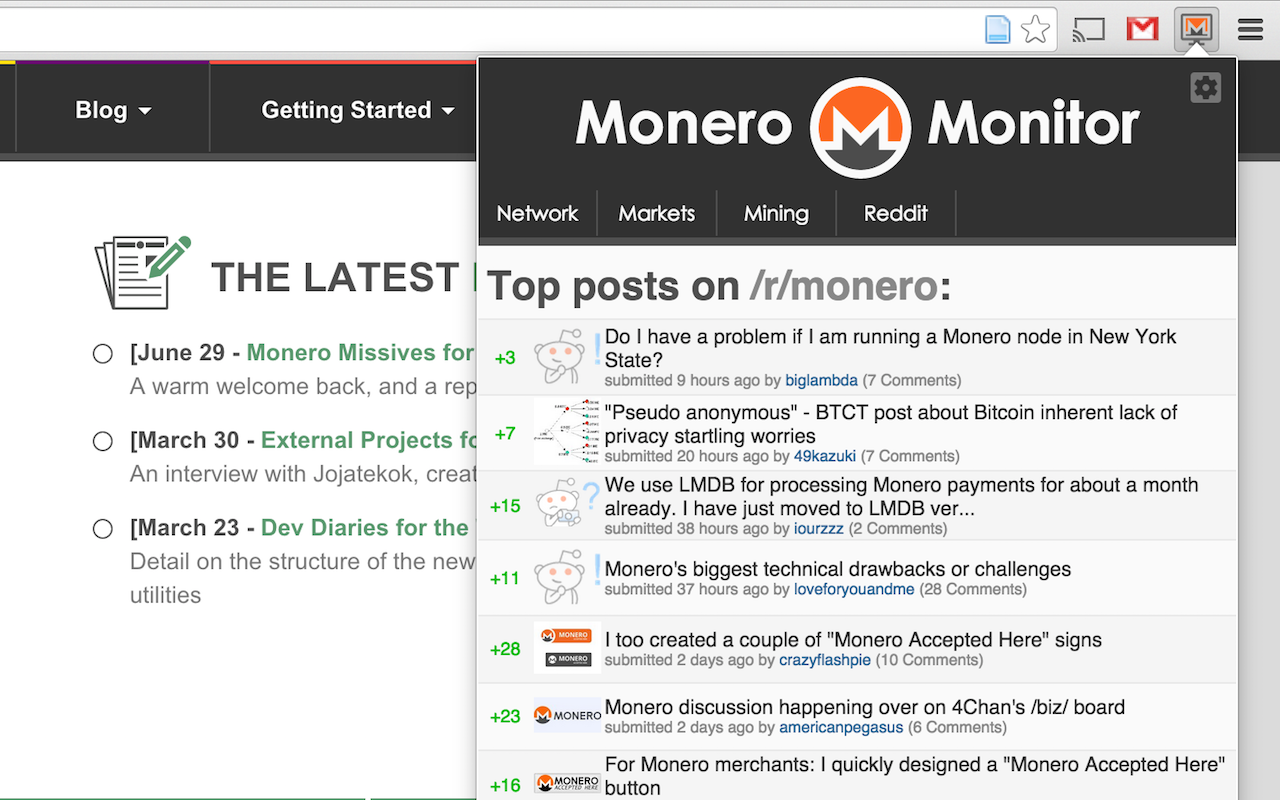 Blog
Getting Started
THE LATEST
[June 29 - Monero Missives for
A warm welcome back, and a rep
[March 30 - External Projects fo
An interview with Jojatekok, creat
[March 23 - Dev Diaries for the
Detail on the structure of the new
utilities
Monero Monitor
Network
Markets
Mining
Reddit
Top posts on /r/monero:
+3
Do I have a problem if I am running a Monero node in New York
State?
submitted 9 hours ago by biglambda (7 Comments)
+7
"Pseudo anonymous" - BTCT post about Bitcoin inherent lack of
privacy startling worries
submitted 20 hours ago by 49kazuki (7 Comments)
+15
We use LMDB for processing Monero payments for about a month
already. I have just moved to LMDB ver...
submitted 38 hours ago by iourzzz (2 Comments)
+11
Monero's biggest technical drawbacks or challenges
submitted 37 hours ago by loveforyouandme (28 Comments)
+28
MONERO
MONERO
I too created a couple of "Monero Accepted Here" signs
submitted 2 days ago by crazyflashpie (10 Comments)
+23
MONERO
Monero discussion happening over on 4Chan's /biz/ board
submitted 2 days ago by americanpegasus (6 Comments)
+16
MONERO
ACCEPTED HERE
For Monero merchants: I quickly designed a "Monero Accepted Here"
button